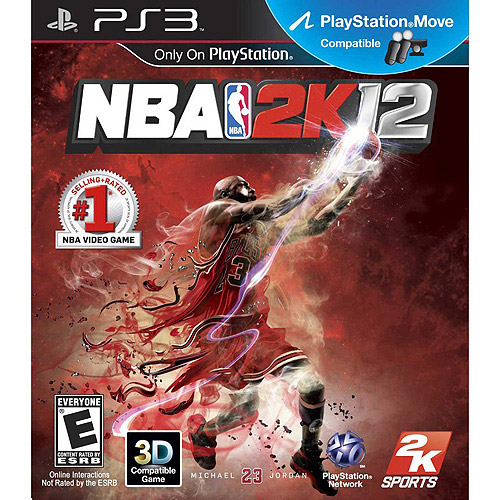 PS3
PlayStation®Move
Compatible
Only On PlayStation®
NBA 2K12
NBA
SELLING & RATED
#1
NBA VIDEO GAME
23
EVERYONE
E
CONTENT RATED BY
ESRB
Online Interactions
Not Rated by the ESRB
3D
Compatible
Game
MICHAEL 23 JORDAN
PlayStation®
Network
2K
SPORTS